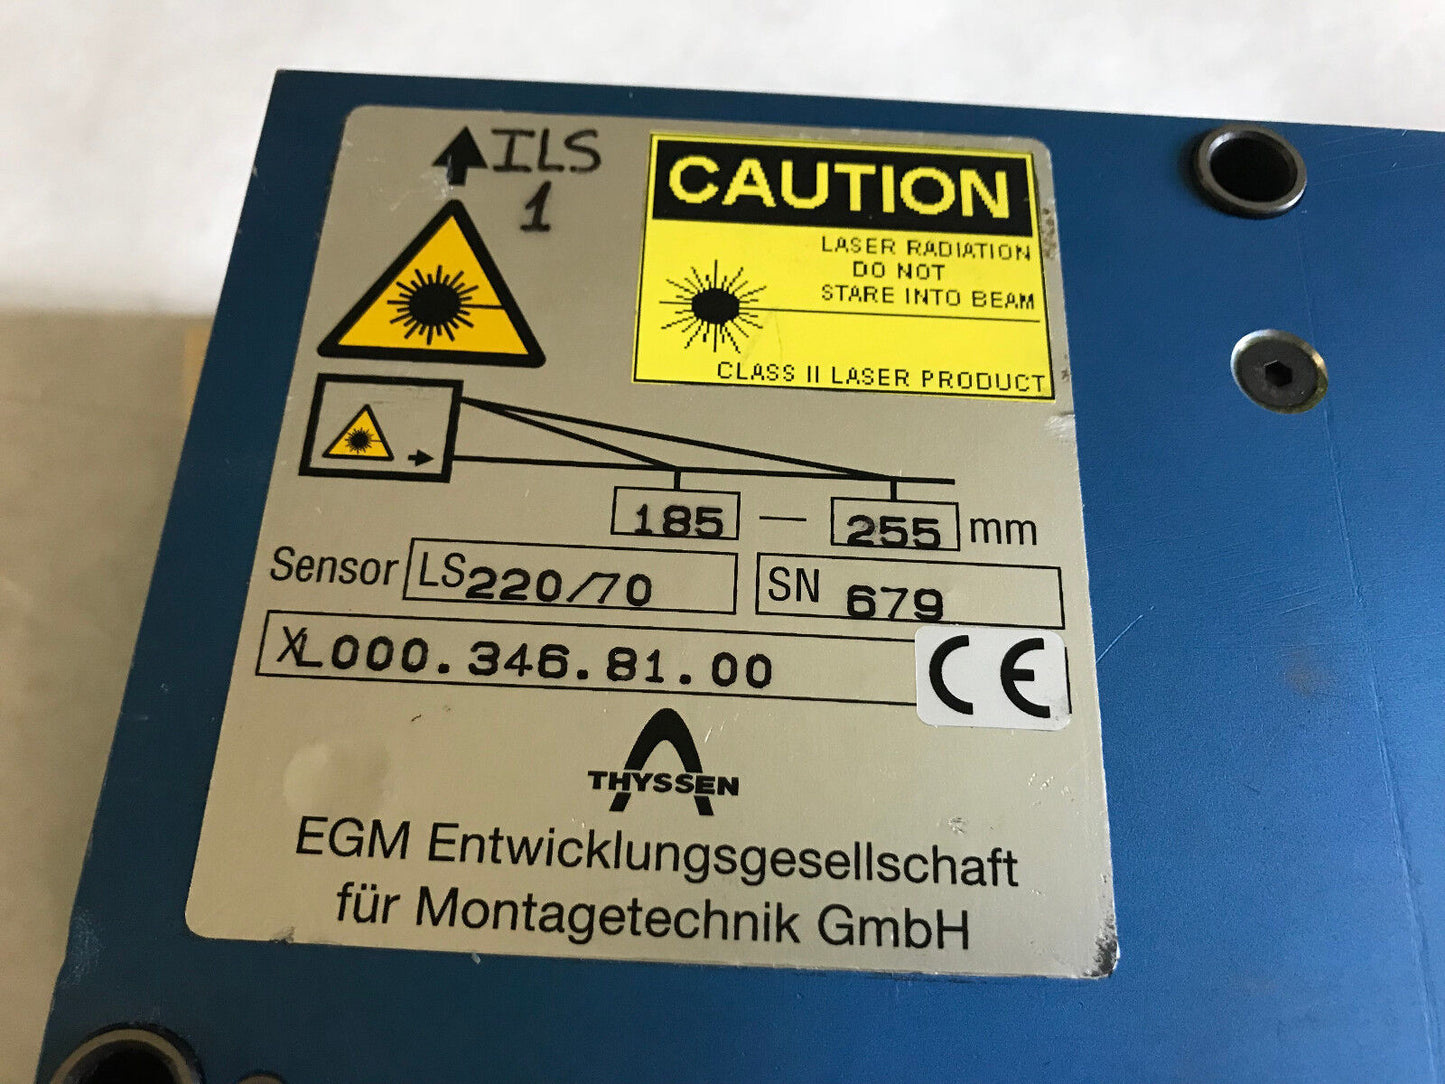 ILS
1
CAUTION
LASER RADIATION
DO NOT
STARE INTO BEAM
CLASS II LASER PRODUCT
185 — 255 mm
Sensor LS220/70 SN 679
XL000.346.81.00 CE
THYSSEN
EGM Entwicklungsgesellschaft
für Montagetechnik GmbH